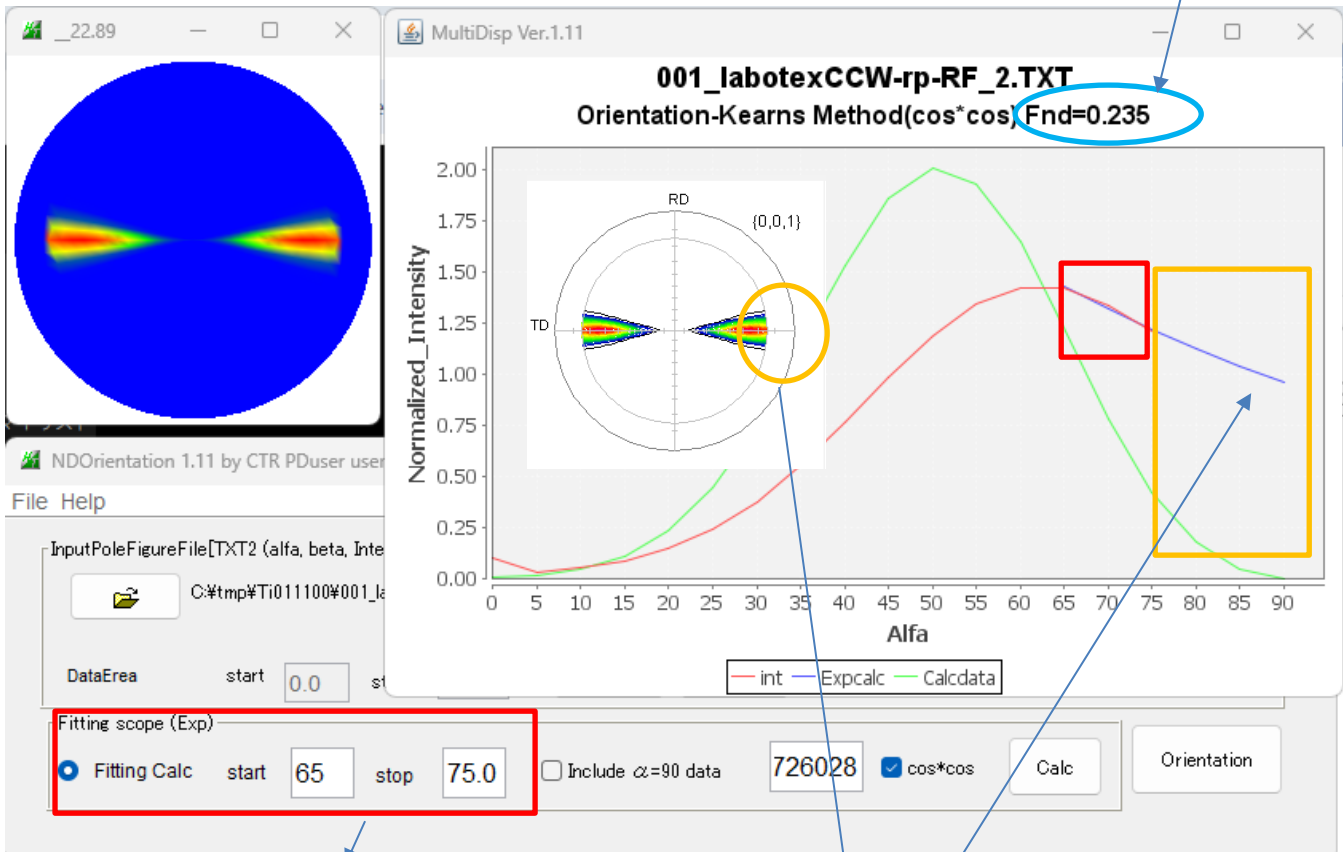 __22.89
MultiDisp Ver.1.11
001_labotexCCW-rp-RF_2.TXT
Orientation-Kearns Method(cos*cos) Fnd=0.235
2.00
1.75
1.50
1.25
1.00
0.75
0.50
0.25
0.00
Normalized_Intensity
RD
{0,0,1}
TD
0 5 10 15 20 25 30 35 40 45 50 55 60 65 70 75 80 85 90
Alfa
int Expcalc Calcdata
NDOrientation 1.11 by CTR PDuser user
File Help
InputPoleFigureFile[TXT2 (alfa, beta, Inte
C:¥tmp¥Ti011100¥001_la
DataErea start 0.0 st
Fitting scope (Exp)
Fitting Calc start 65 stop 75.0 Include α=90 data 726028 cos*cos Calc Orientation